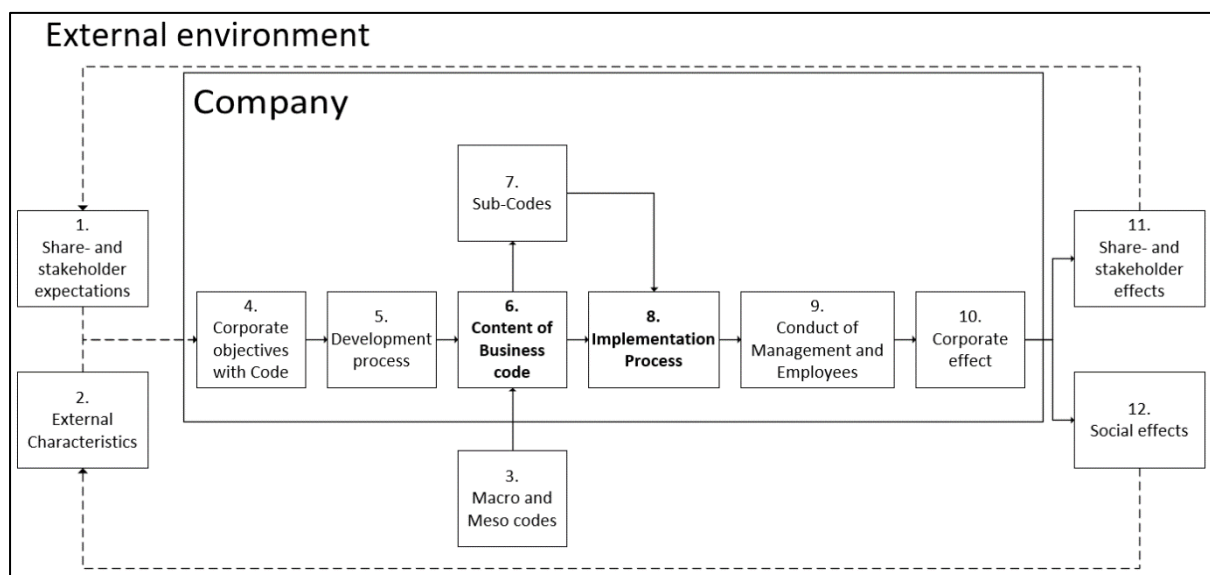 External environment
Company
1.
Share- and
stakeholder
expectations
2.
External
Characteristics
3.
Macro and
Meso codes
4.
Corporate
objectives
with Code
5.
Development
process
6.
Content of
Business
code
7.
Sub-Codes
8.
Implementation
Process
9.
Conduct of
Management and
Employees
10.
Corporate
effect
11.
Share- and
stakeholder
effects
12.
Social effects